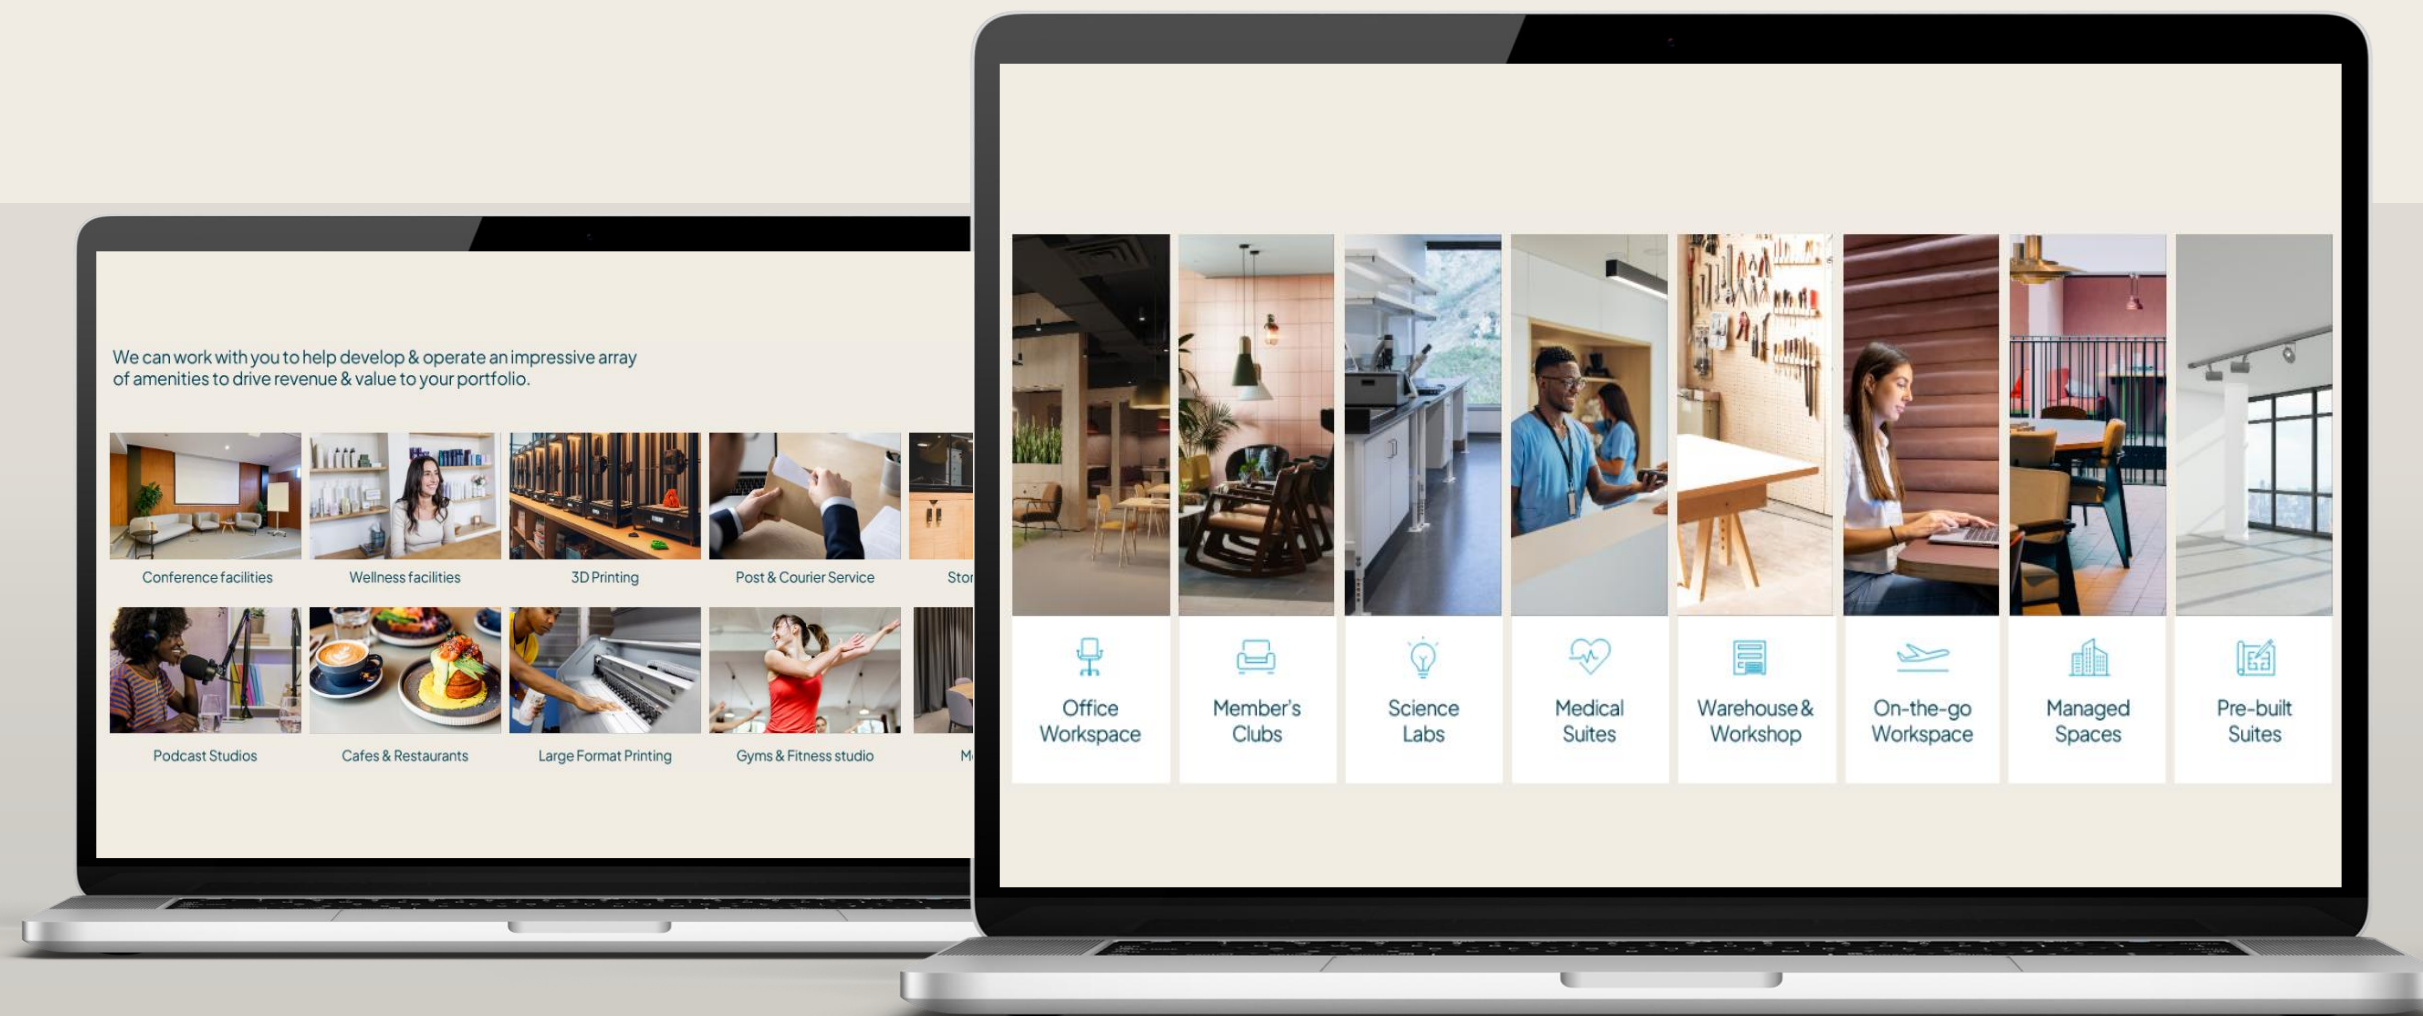 We can work with you to help develop & operate an impressive array
of amenities to drive revenue & value to your portfolio.
Conference facilities
Wellness facilities
3D Printing
Post & Courier Service
Podcast Studios
Cafes & Restaurants
Large Format Printing
Gyms & Fitness studio
Office
Workspace
Member's
Clubs
Science
Labs
Medical
Suites
Warehouse &
Workshop
On-the-go
Workspace
Managed
Spaces
Pre-built
Suites